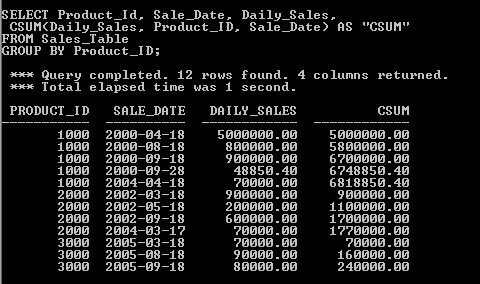 SELECT Product_Id, Sale_Date, Daily_Sales,
CSUM(Daily_Sales, Product_ID, Sale_Date) AS "CSUM"
FROM Sales_Table
GROUP BY Product_ID;
*** Query completed. 12 rows found. 4 columns returned.
*** Total elapsed time was 1 second.
PRODUCT_ID SALE_DATE DAILY_SALES CSUM
---------- ---------- ----------- -----------
1000 2000-04-18 5000000.00 5000000.00
1000 2000-08-18 800000.00 5800000.00
1000 2000-09-18 900000.00 6700000.00
1000 2000-09-28 48850.40 6748850.40
1000 2004-04-18 70000.00 6818850.40
2000 2002-03-18 900000.00 900000.00
2000 2002-05-18 200000.00 1100000.00
2000 2002-09-18 600000.00 1700000.00
2000 2004-03-17 70000.00 1770000.00
3000 2005-03-18 70000.00 70000.00
3000 2005-08-18 90000.00 160000.00
3000 2005-09-18 80000.00 240000.00